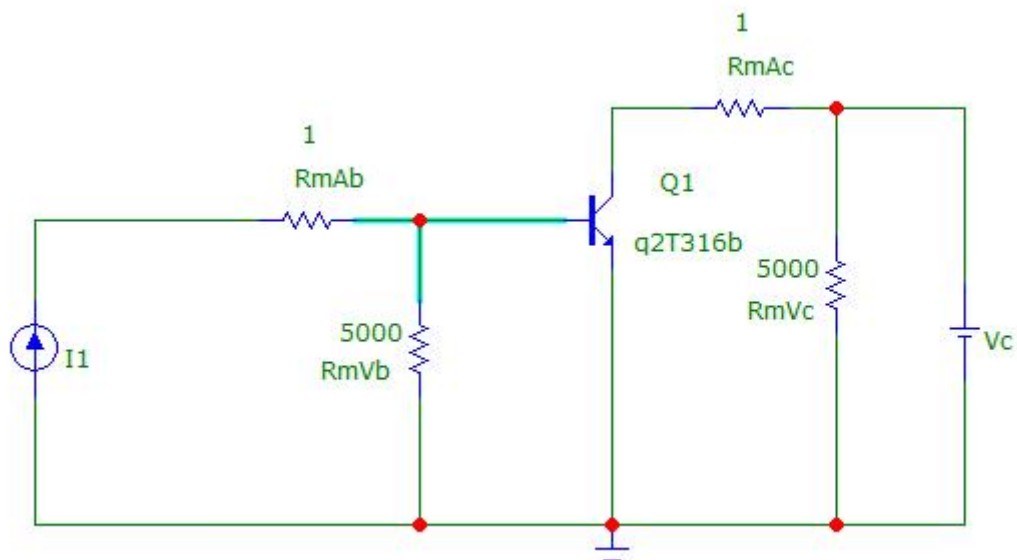 1
RmAc
1
RmAb
Q1
q2T316b
5000
RmVc
5000
RmVb
I1
Vc